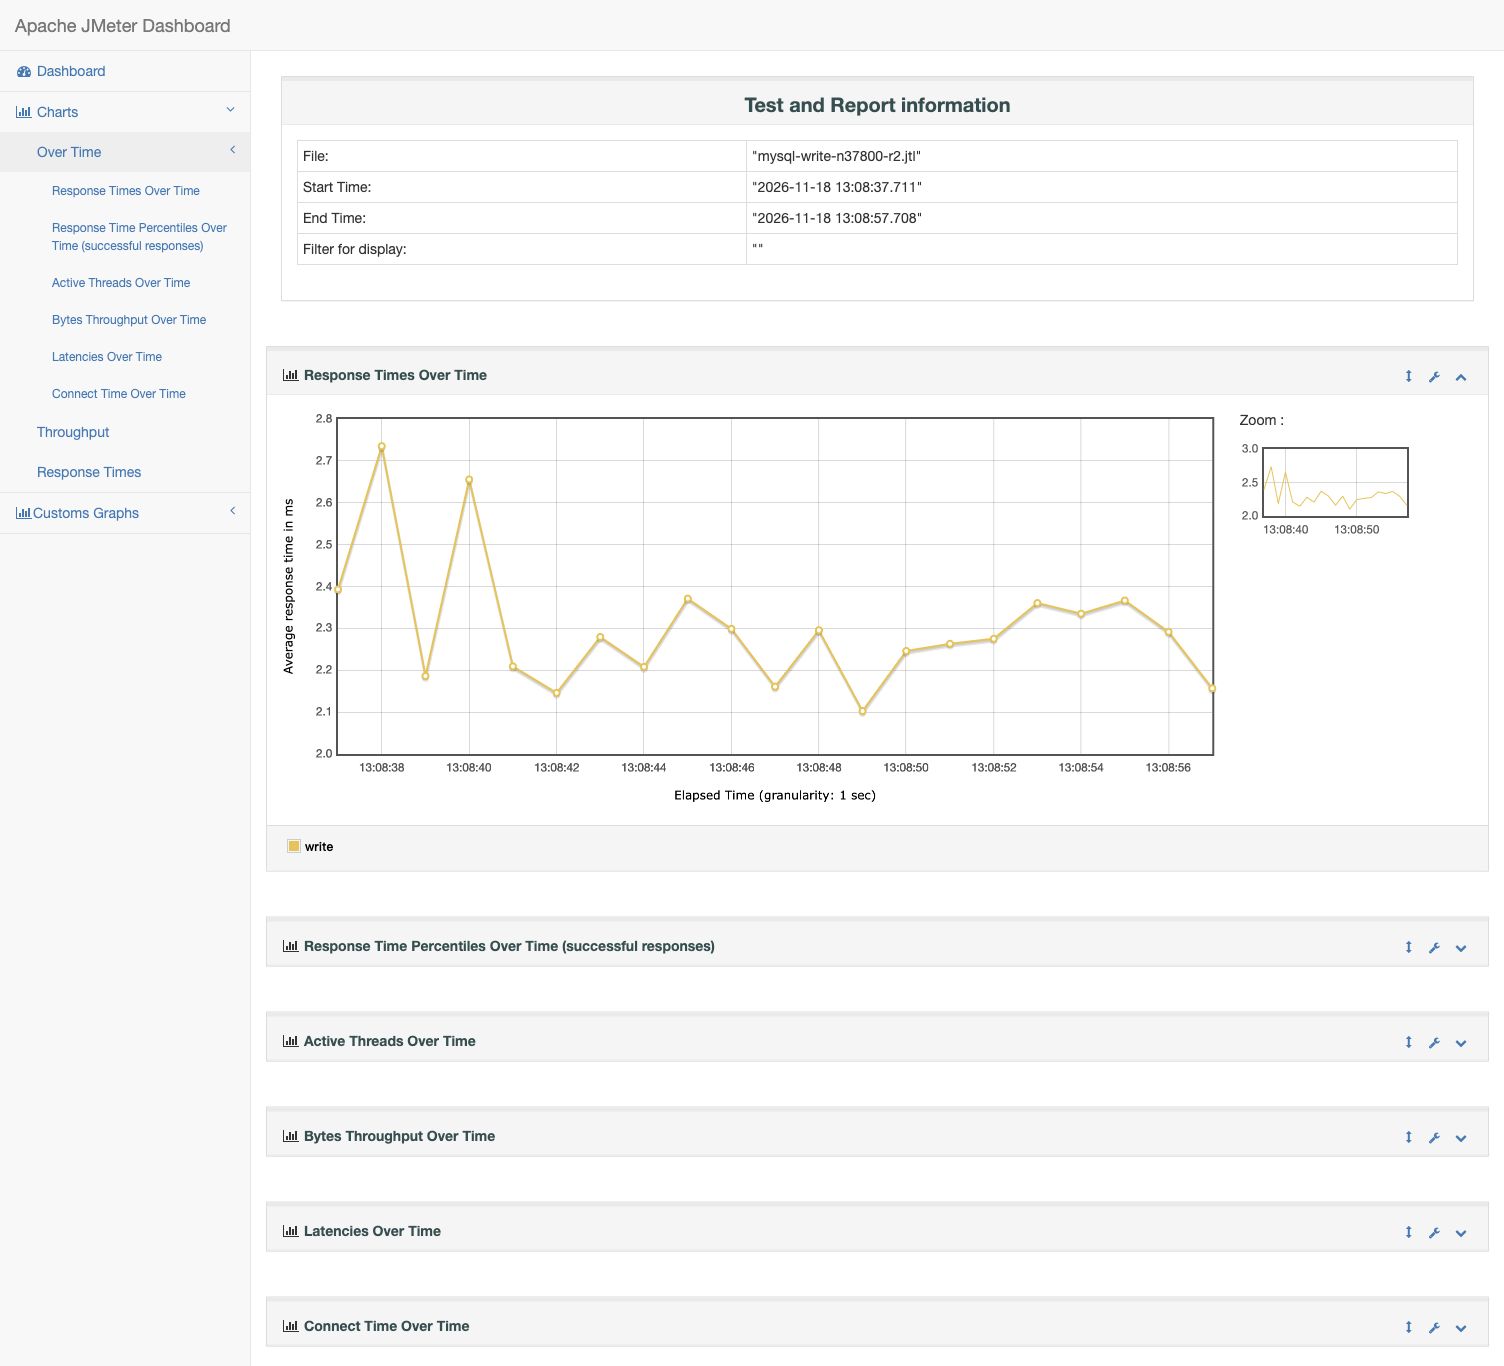 Apache JMeter Dashboard
Dashboard
Charts
Over Time
Response Times Over Time
Response Time Percentiles Over
Time (successful responses)
Active Threads Over Time
Bytes Throughput Over Time
Latencies Over Time
Connect Time Over Time
Throughput
Response Times
Customs Graphs
Test and Report information
File: "mysql-write-n37800-r2.jtl"
Start Time: "2026-11-18 13:08:37.711"
End Time: "2026-11-18 13:08:57.708"
Filter for display: ""
Response Times Over Time
Average response time in ms
2.8
2.7
2.6
2.5
2.4
2.3
2.2
2.1
2.0
13:08:38 13:08:40 13:08:42 13:08:44 13:08:46 13:08:48 13:08:50 13:08:52 13:08:54 13:08:56
Elapsed Time (granularity: 1 sec)
Zoom :
3.0
2.5
2.0
13:08:40 13:08:50
write
Response Time Percentiles Over Time (successful responses)
Active Threads Over Time
Bytes Throughput Over Time
Latencies Over Time
Connect Time Over Time